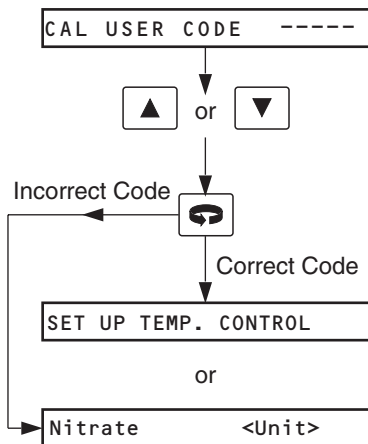 CAL USER CODE -----
or
Incorrect Code
Correct Code
SET UP TEMP. CONTROL
or
Nitrate <Unit>